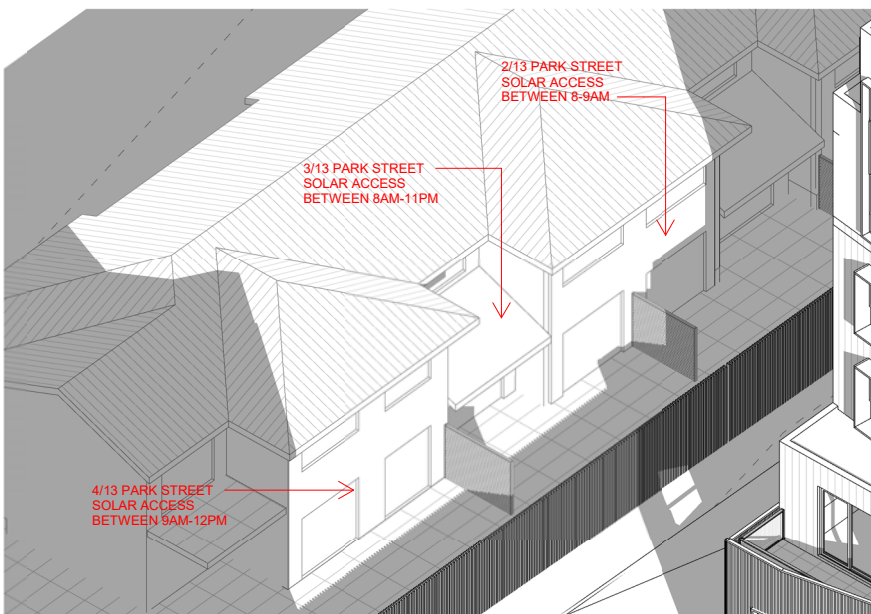 2/13 PARK STREET
SOLAR ACCESS
BETWEEN 8-9AM
3/13 PARK STREET
SOLAR ACCESS
BETWEEN 8AM-11PM
4/13 PARK STREET
SOLAR ACCESS
BETWEEN 9AM-12PM